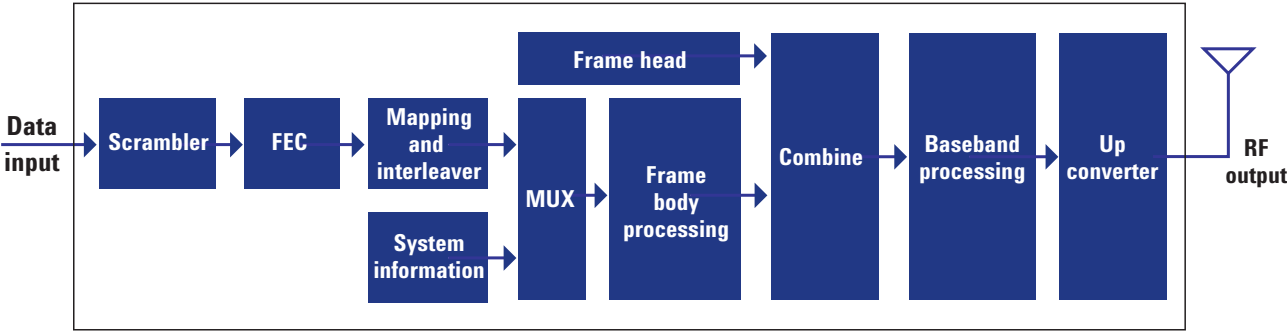 Data
input
Scrambler
FEC
Mapping
and
interleaver
System
information
MUX
Frame head
Frame
body
processing
Combine
Baseband
processing
Up
converter
RF
output